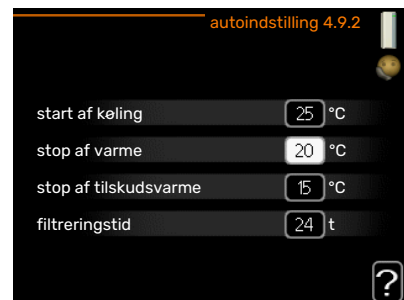 autoindstilling 4.9.2
start af køling 25 °C
stop af varme 20 °C
stop af tilskudsvarme 15 °C
filtreringstid 24 t
?